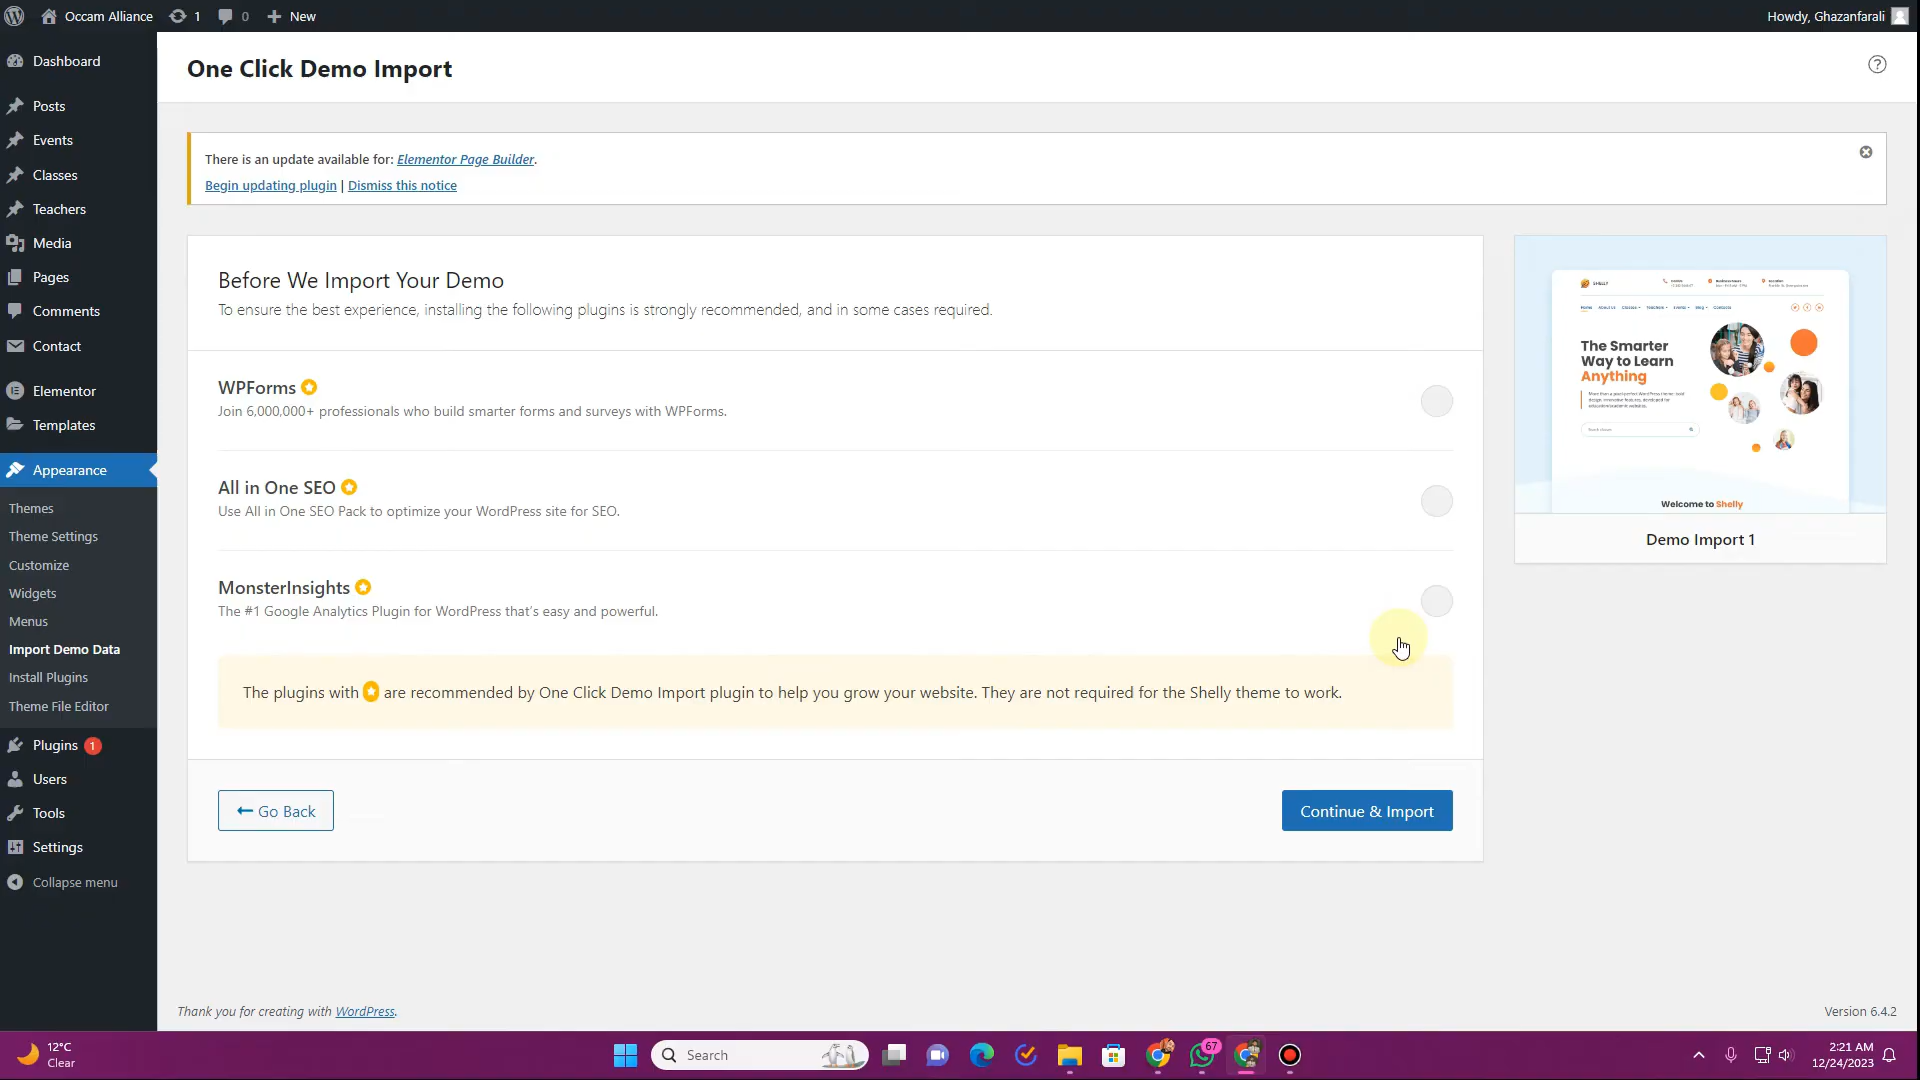 Occam Alliance
1
0
New
Howdy, Ghazanfarali
Dashboard
Posts
Events
Classes
Teachers
Media
Pages
Comments
Contact
Elementor
Templates
Appearance
Themes
Theme Settings
Customize
Widgets
Menus
Import Demo Data
Install Plugins
Theme File Editor
Plugins 1
Users
Tools
Settings
Collapse menu
One Click Demo Import
There is an update available for: Elementor Page Builder.
Begin updating plugin | Dismiss this notice
Before We Import Your Demo
To ensure the best experience, installing the following plugins is strongly recommended, and in some cases required.
WPForms
Join 6,000,000+ professionals who build smarter forms and surveys with WPForms.
All in One SEO
Use All in One SEO Pack to optimize your WordPress site for SEO.
MonsterInsights
The #1 Google Analytics Plugin for WordPress that's easy and powerful.
The plugins with are recommended by One Click Demo Import plugin to help you grow your website. They are not required for the Shelly theme to work.
Go Back
Continue & Import
SHELLY
Home About Us Classes Teachers Events Blog Contacts
The Smarter
Way to Learn
Anything
Welcome to Shelly
Demo Import 1
Thank you for creating with WordPress.
Version 6.4.2
12°C
Clear
Search
67
2:21 AM
12/24/2023